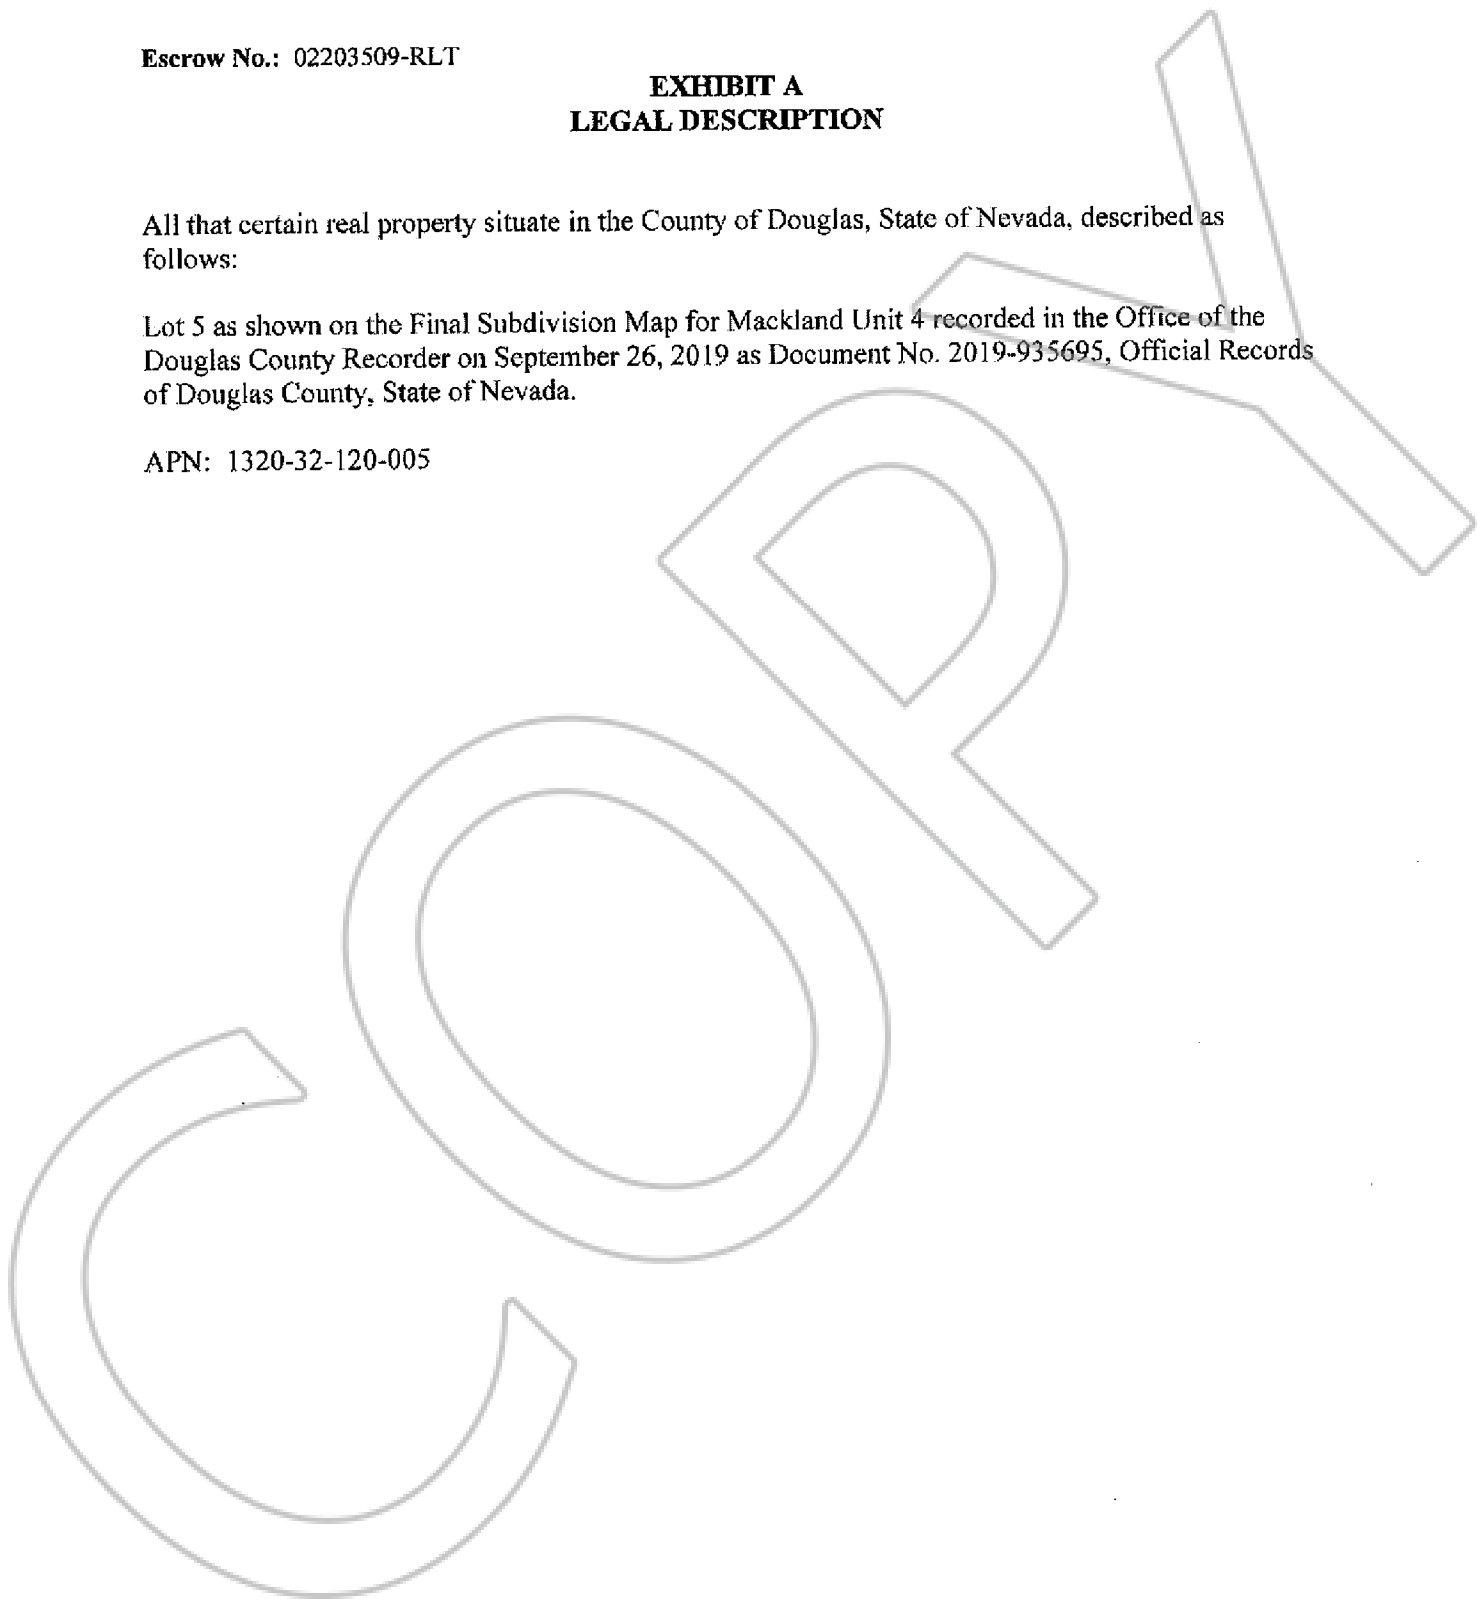 Escrow No.: 02203509-RLT
EXHIBIT A
LEGAL DESCRIPTION
All that certain real property situate in the County of Douglas, State of Nevada, described as
follows:
Lot 5 as shown on the Final Subdivision Map for Mackland Unit 4 recorded in the Office of the
Douglas County Recorder on September 26, 2019 as Document No. 2019-935695, Official Records
of Douglas County, State of Nevada.
APN: 1320-32-120-005
COPY